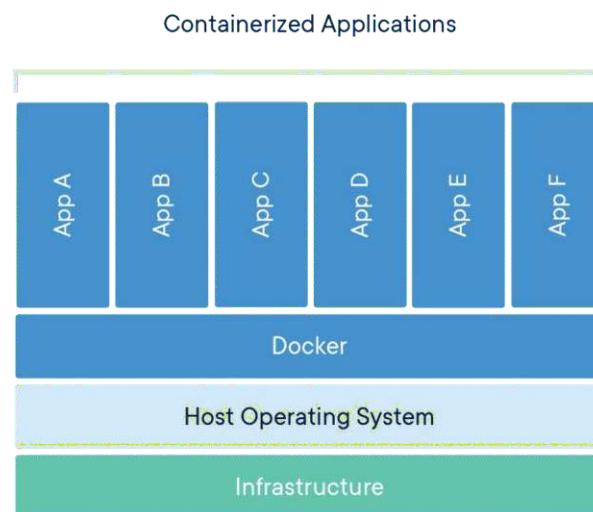 Containerized Applications
App A
App B
App C
App D
App E
App F
Docker
Host Operating System
Infrastructure